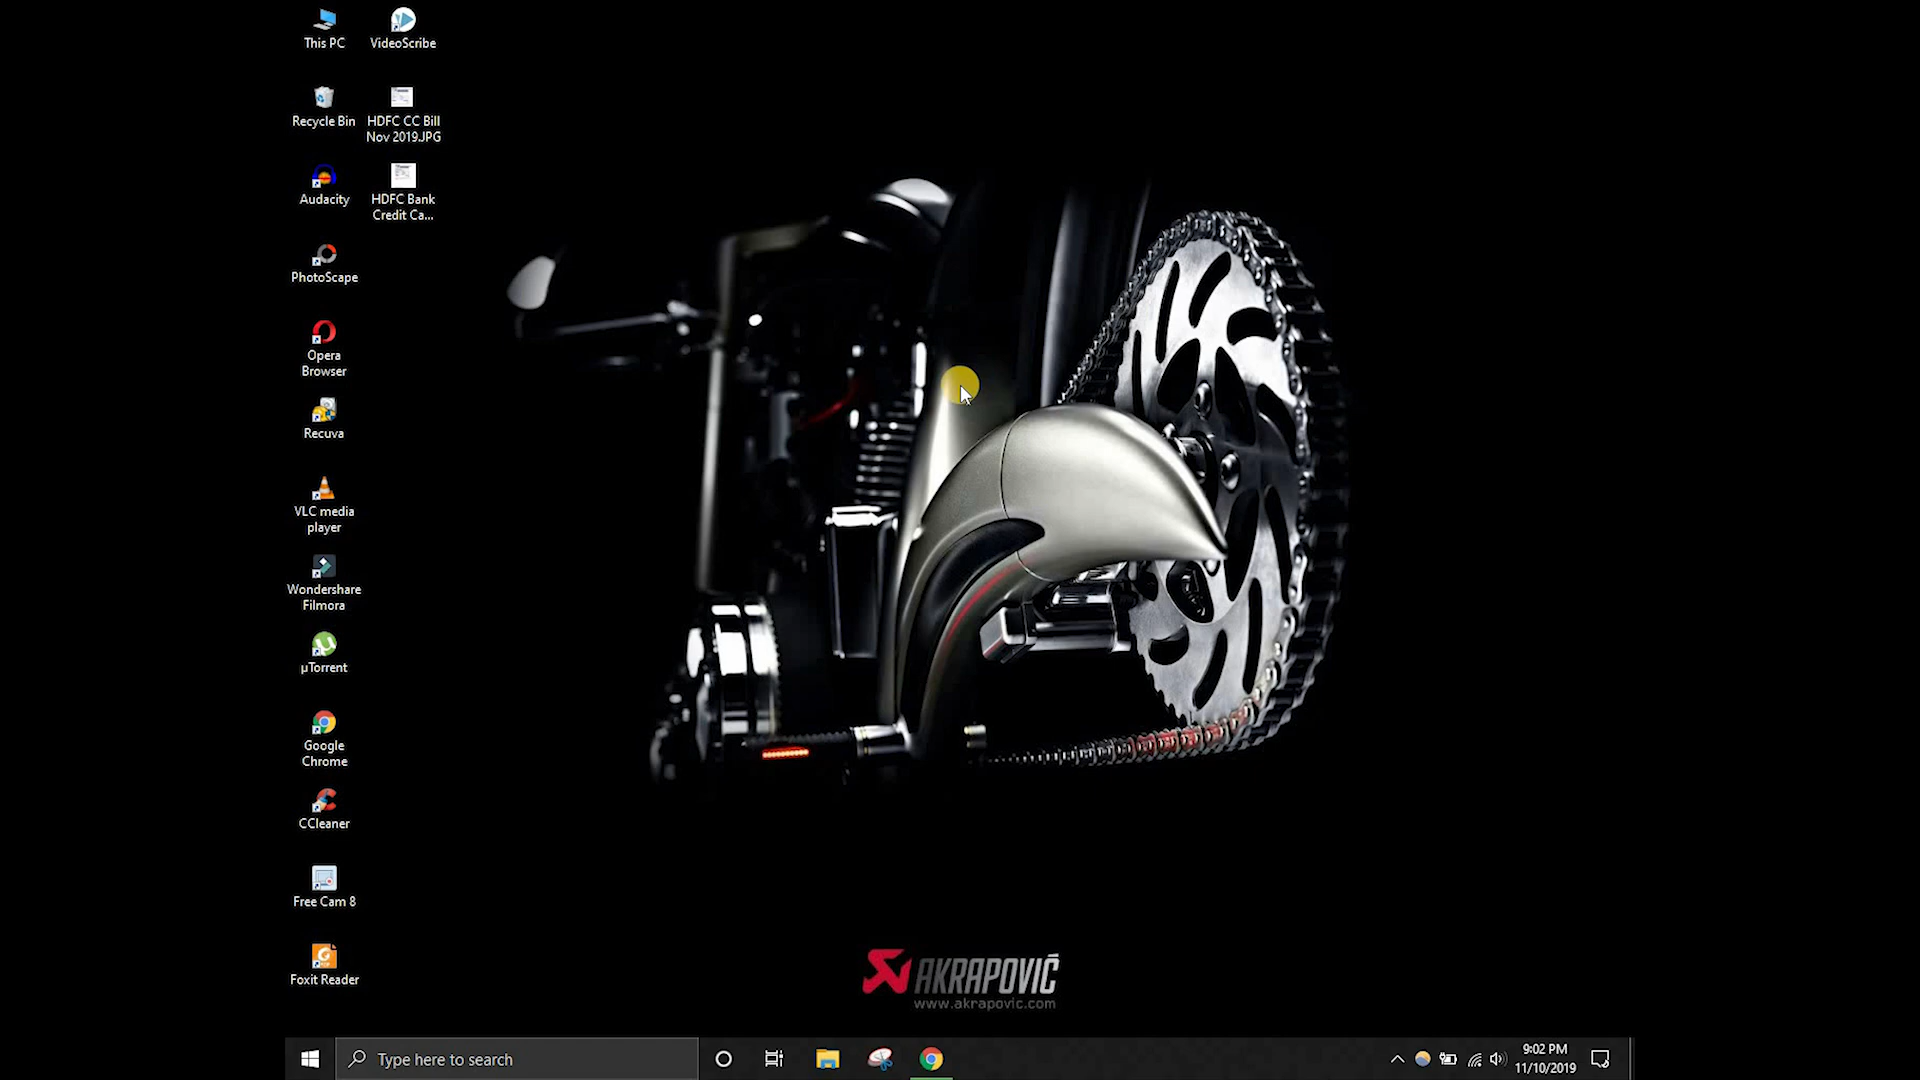 This PC
VideoScribe
Recycle Bin
HDFC CC Bill
Nov 2019.JPG
Audacity
HDFC Bank
Credit Ca...
PhotoScape
Opera
Browser
Recuva
VLC media
player
Wondershare
Filmora
µTorrent
Google
Chrome
CCleaner
Free Cam 8
Foxit Reader
AKRAPOVIČ
www.akrapovic.com
Type here to search
9:02 PM
11/10/2019